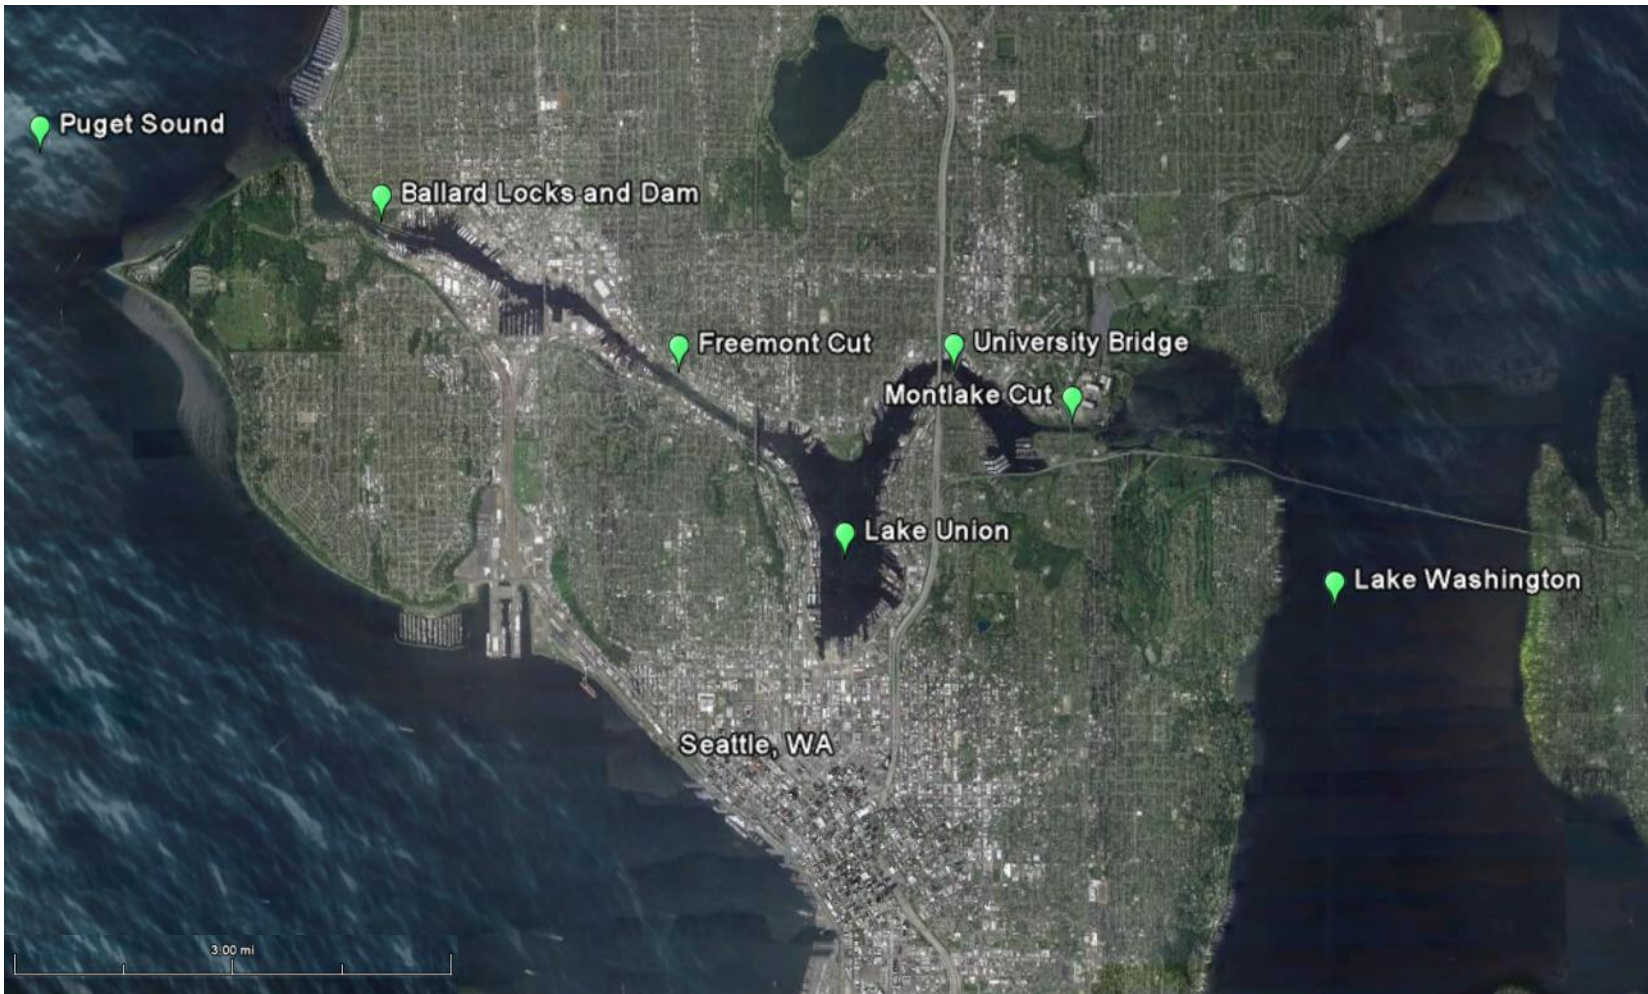 Puget Sound
Ballard Locks and Dam
Freemont Cut
University Bridge
Montlake Cut
Lake Union
Lake Washington
Seattle, WA
3.00 mi